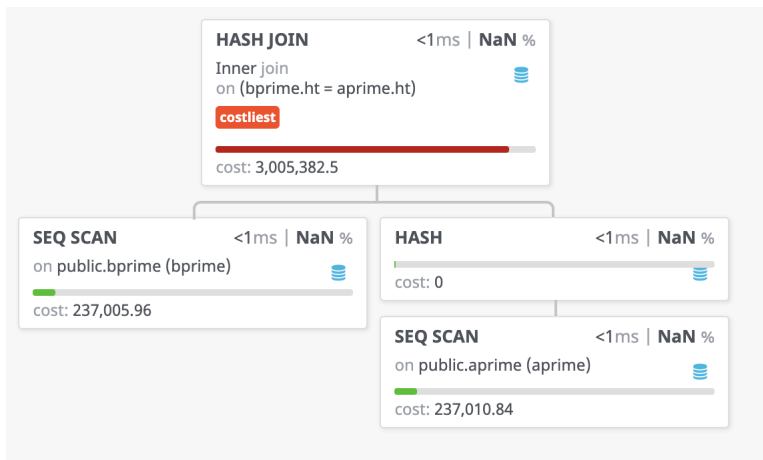 HASH JOIN <1ms | NaN %
Inner join
on (bprime.ht = aprime.ht)
costliest
cost: 3,005,382.5
SEQ SCAN <1ms | NaN %
on public.bprime (bprime)
cost: 237,005.96
HASH <1ms | NaN %
cost: 0
SEQ SCAN <1ms | NaN %
on public.aprime (aprime)
cost: 237,010.84